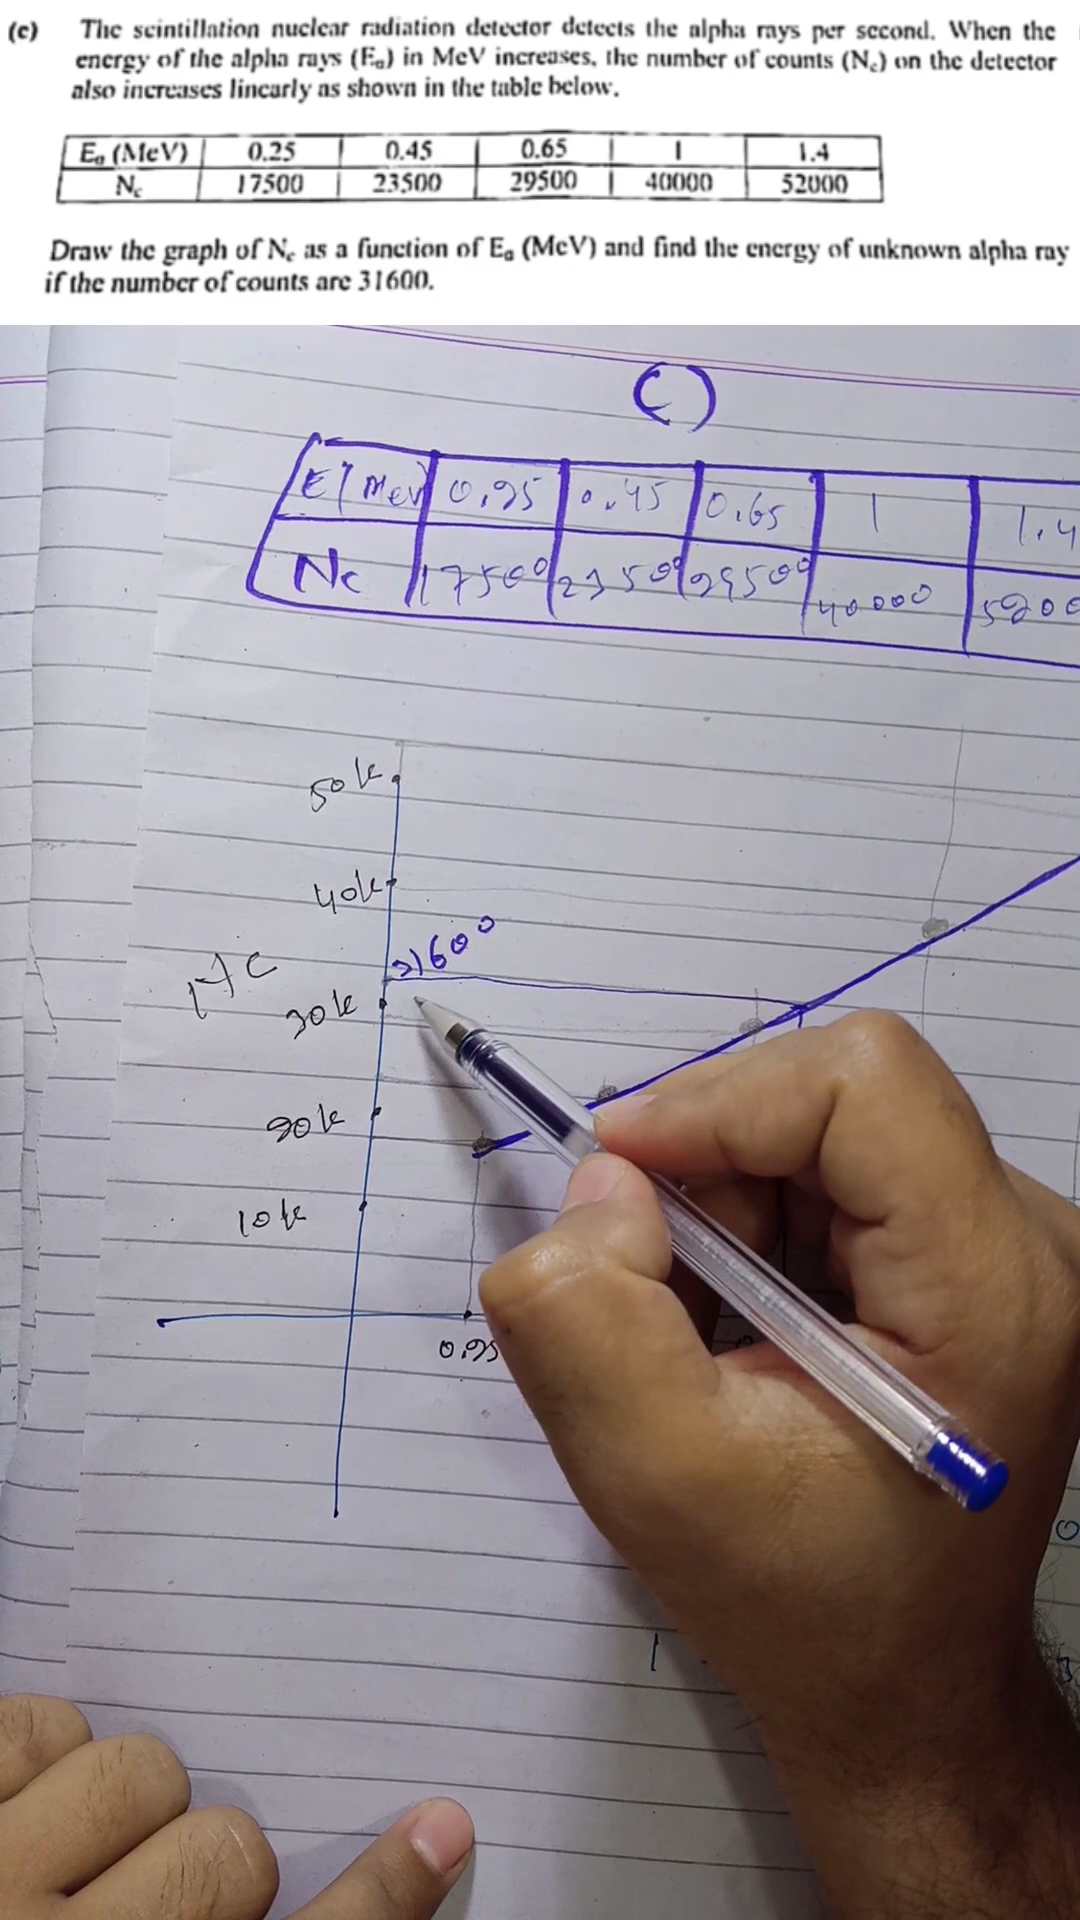 (c) The scintillation nuclear radiation detector detects the alpha rays per second. When the
energy of the alpha rays (Eα) in MeV increases, the number of counts (Nc) on the detector
also increases linearly as shown in the table below.
Eα (MeV) 0.25 0.45 0.65 1 1.4
Nc 17500 23500 29500 40000 52000
Draw the graph of Nc as a function of Eα (MeV) and find the energy of unknown alpha ray
if the number of counts are 31600.
C)
E(Mev) 0.25 0.45 0.65 1 1.4
Nc 17500 23500 29500 40000 5200
50k
40k
31600
30k
20k
10k
0.25
1